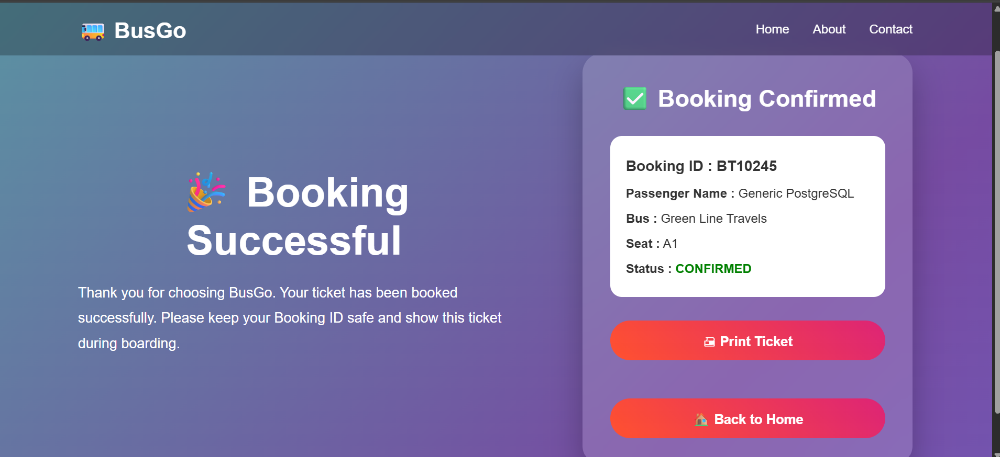 BusGo
Home About Contact
🎉 Booking
Successful
Thank you for choosing BusGo. Your ticket has been booked
successfully. Please keep your Booking ID safe and show this ticket
during boarding.
✅ Booking Confirmed
Booking ID : BT10245
Passenger Name : Generic PostgreSQL
Bus : Green Line Travels
Seat : A1
Status : CONFIRMED
Print Ticket
Back to Home